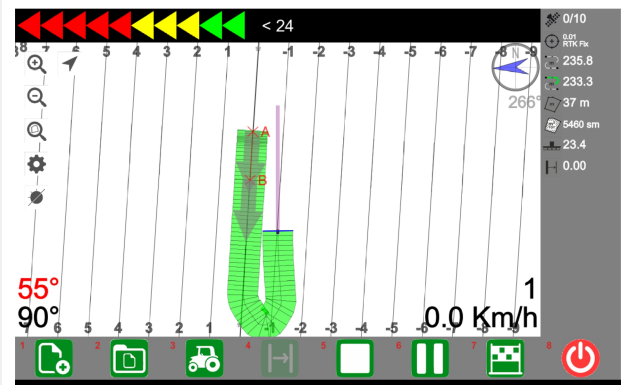 < 24
0/10
0.01
RTK Fix
8 7 6 5 4 3 2 1 -1 -2 -3 -4 -5 -6 -7 -8 -9
N
235.8
266°
233.3
37 m
5460 sm
A
23.4
0.00
B
55°
1
90°
0.0 Km/h
7 6 5 4 3 2 1 -1 -2 -3 -4 -5 -6 -7 -8
1 2 3 4 5 6 7 8